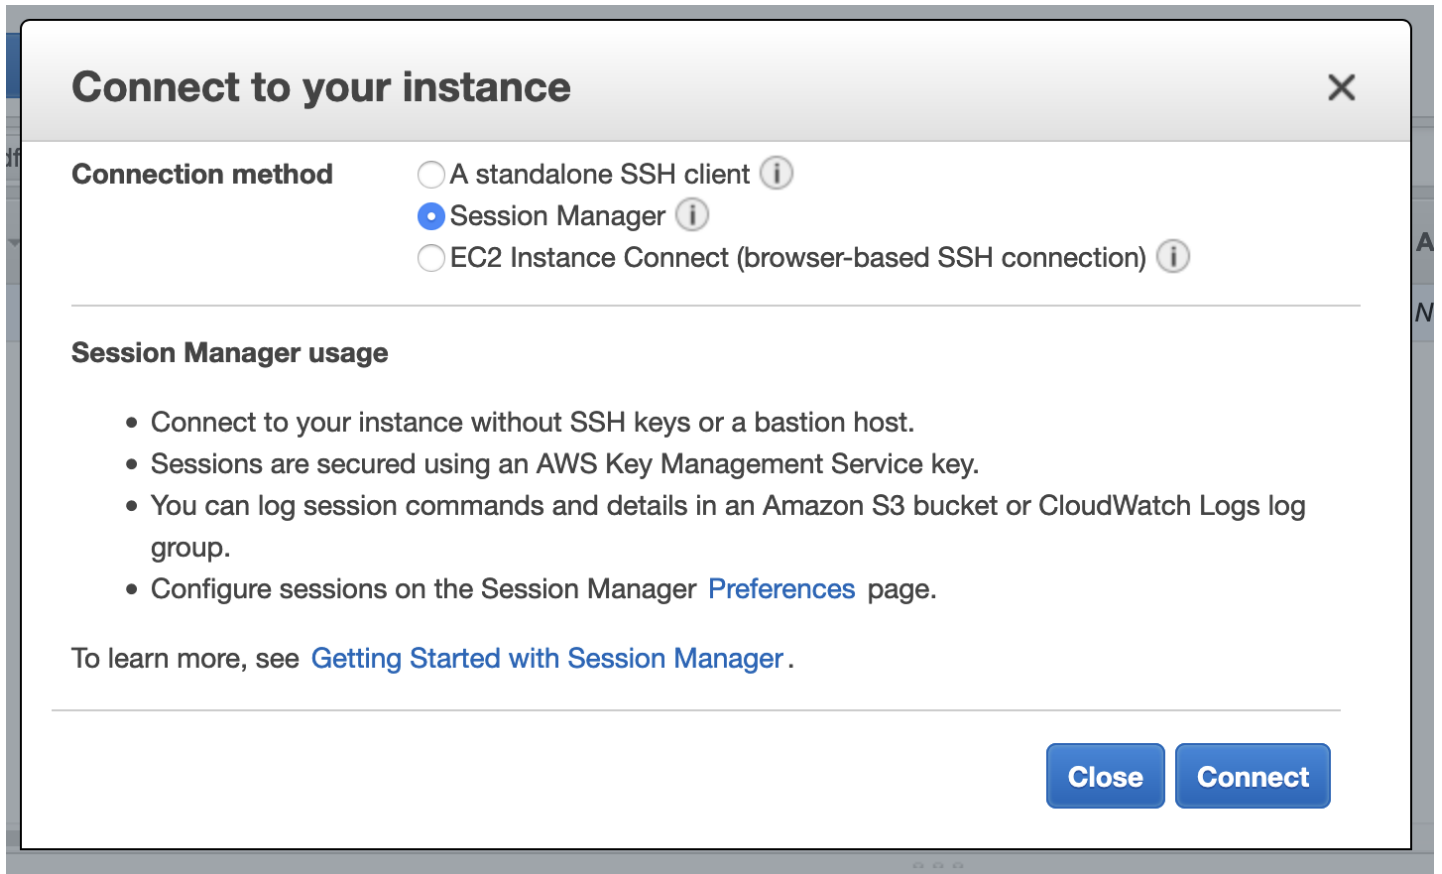 Connect to your instance
Connection method
A standalone SSH client
Session Manager
EC2 Instance Connect (browser-based SSH connection)
Session Manager usage
• Connect to your instance without SSH keys or a bastion host.
• Sessions are secured using an AWS Key Management Service key.
• You can log session commands and details in an Amazon S3 bucket or CloudWatch Logs log
group.
• Configure sessions on the Session Manager Preferences page.
To learn more, see Getting Started with Session Manager.
Close Connect